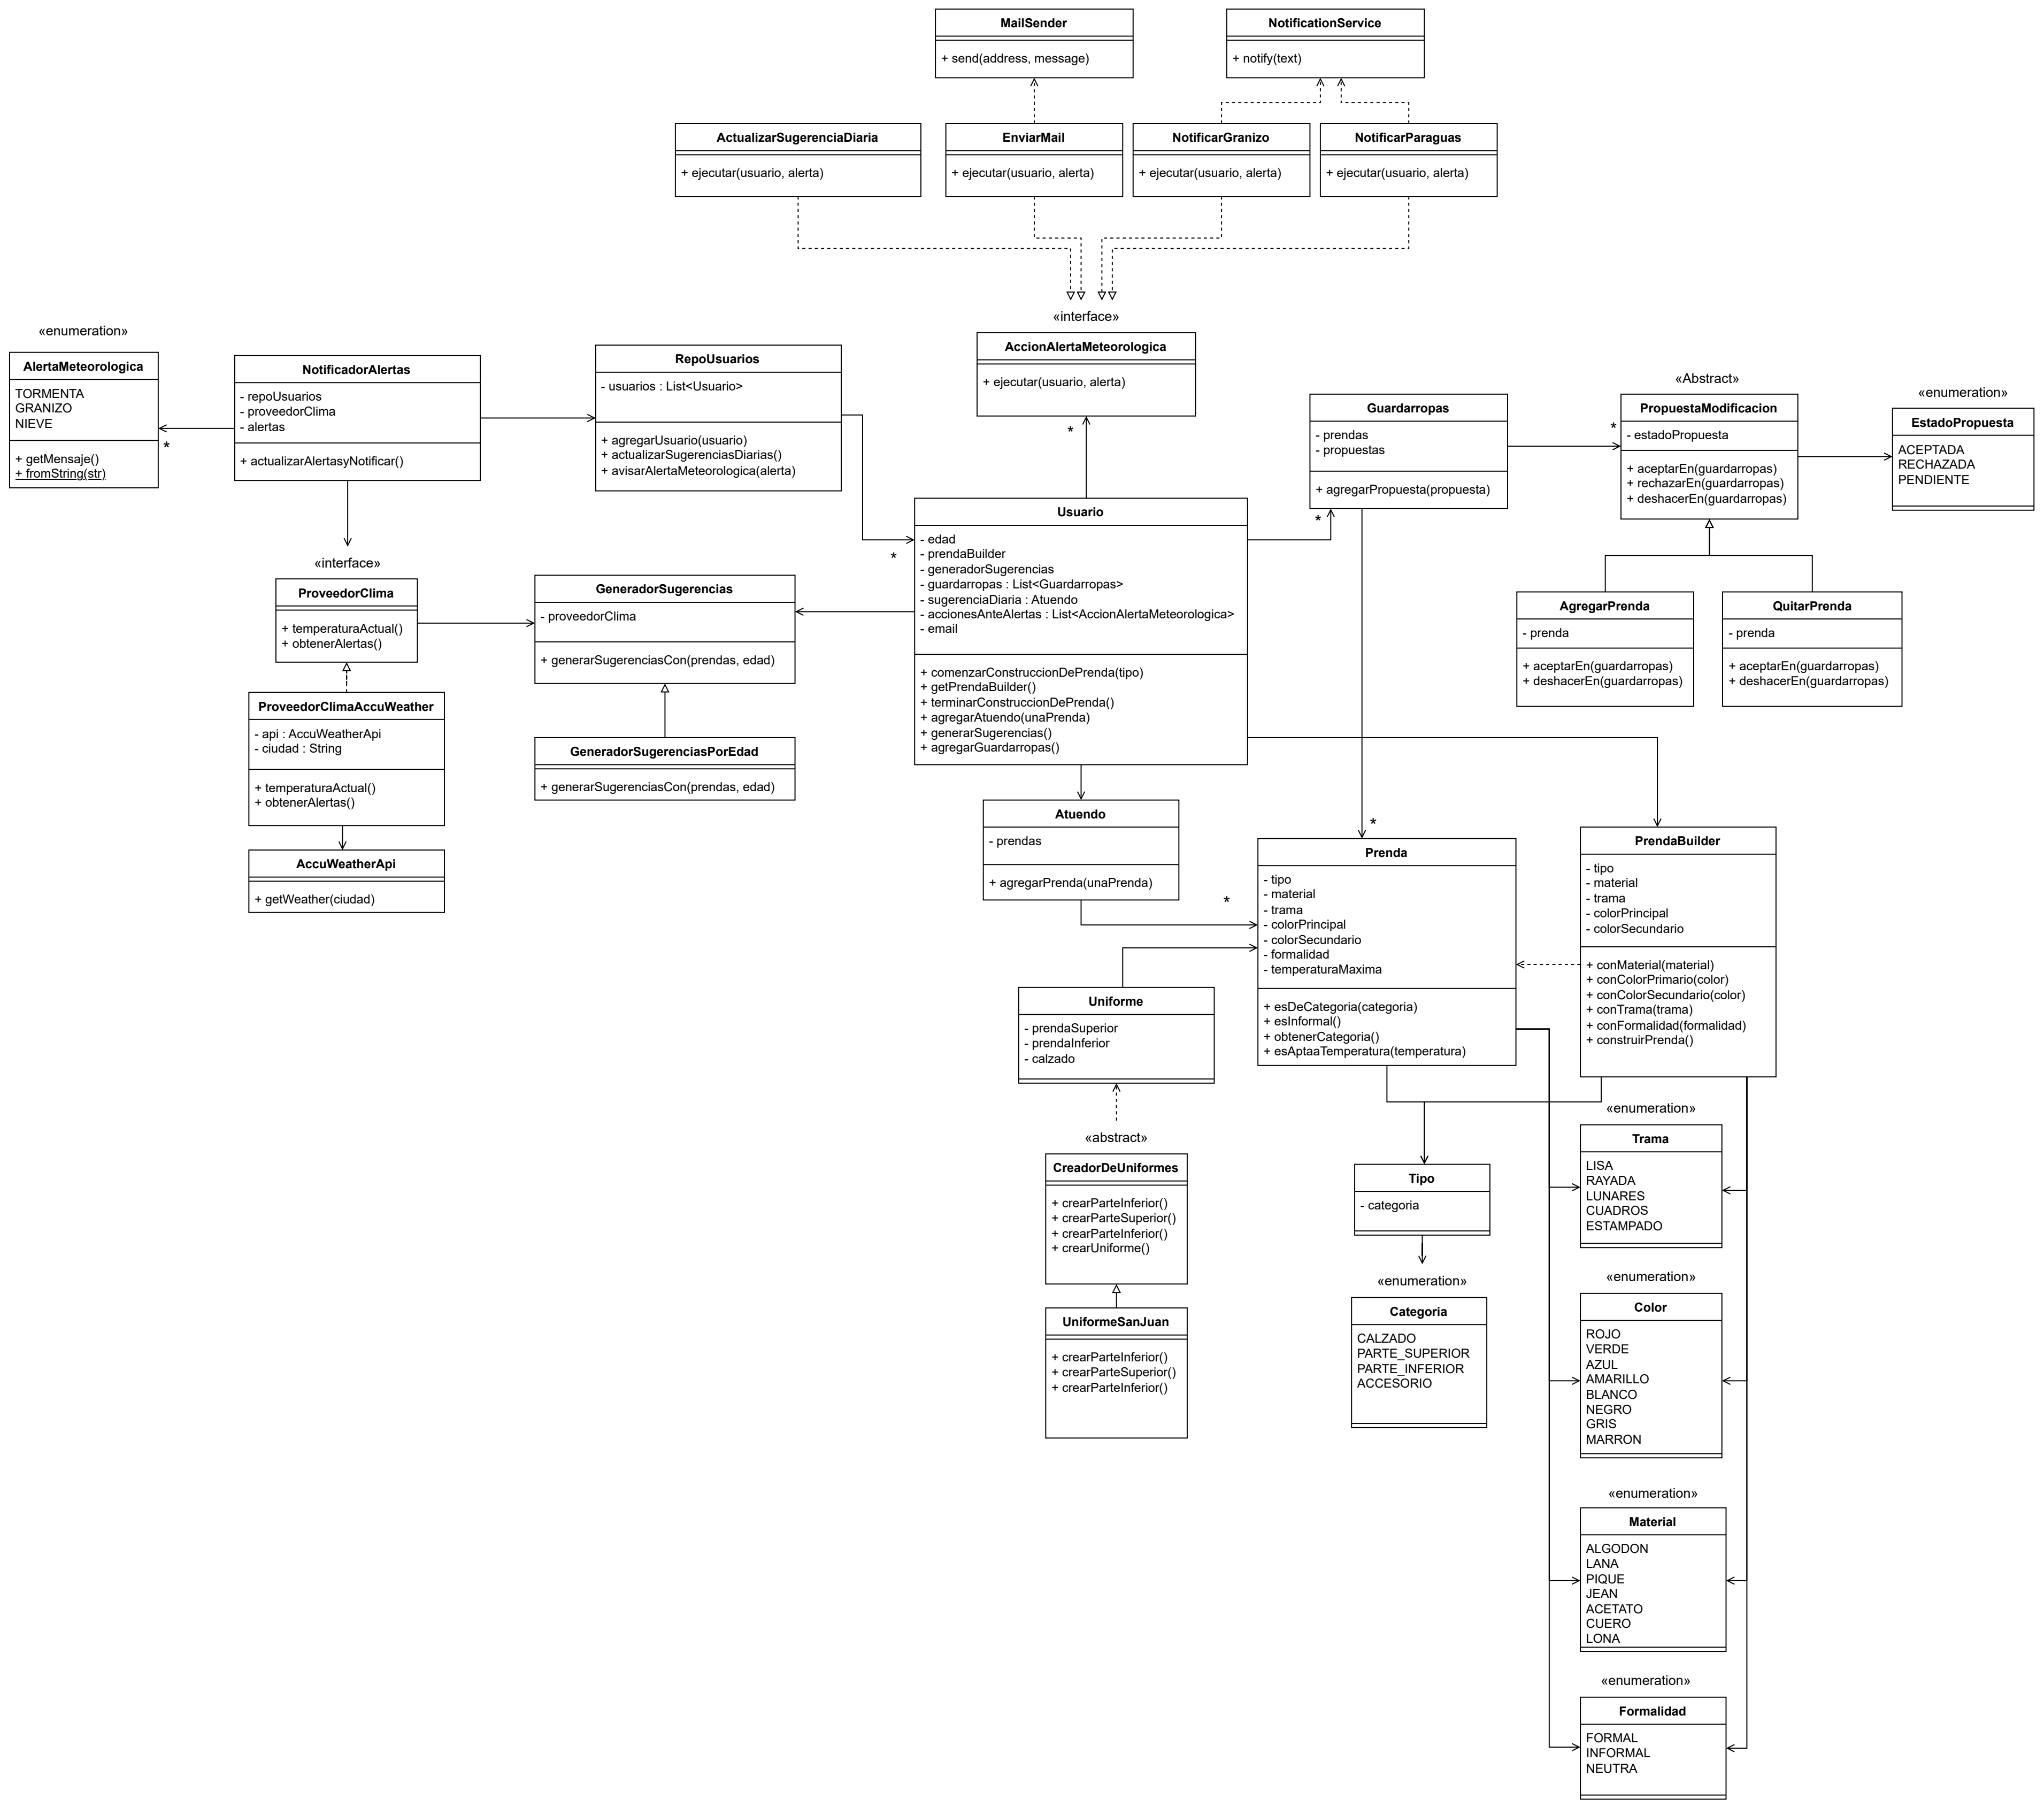 MailSender
+ send(address, message)
NotificationService
+ notify(text)
ActualizarSugerenciaDiaria
+ ejecutar(usuario, alerta)
EnviarMail
+ ejecutar(usuario, alerta)
NotificarGranizo
+ ejecutar(usuario, alerta)
NotificarParaguas
+ ejecutar(usuario, alerta)
«enumeration»
AlertaMeteorologica
TORMENTA
GRANIZO
NIEVE
+ getMensaje()
+ fromString(str)
*
NotificadorAlertas
- repoUsuarios
- proveedorClima
- alertas
+ actualizarAlertasyNotificar()
RepoUsuarios
- usuarios : List<Usuario>
+ agregarUsuario(usuario)
+ actualizarSugerenciasDiarias()
+ avisarAlertaMeteorologica(alerta)
*
«interface»
AccionAlertaMeteorologica
+ ejecutar(usuario, alerta)
*
Guardarropas
- prendas
- propuestas
+ agregarPropuesta(propuesta)
*
*
«Abstract»
PropuestaModificacion
- estadoPropuesta
+ aceptarEn(guardarropas)
+ rechazarEn(guardarropas)
+ deshacerEn(guardarropas)
«enumeration»
EstadoPropuesta
ACEPTADA
RECHAZADA
PENDIENTE
Usuario
- edad
- prendaBuilder
- generadorSugerencias
- guardarropas : List<Guardarropas>
- sugerenciaDiaria : Atuendo
- accionesAnteAlertas : List<AccionAlertaMeteorologica>
- email
+ comenzarConstruccionDePrenda(tipo)
+ getPrendaBuilder()
+ terminarConstruccionDePrenda()
+ agregarAtuendo(unaPrenda)
+ generarSugerencias()
+ agregarGuardarropas()
«interface»
ProveedorClima
+ temperaturaActual()
+ obtenerAlertas()
GeneradorSugerencias
- proveedorClima
+ generarSugerenciasCon(prendas, edad)
AgregarPrenda
- prenda
+ aceptarEn(guardarropas)
+ deshacerEn(guardarropas)
QuitarPrenda
- prenda
+ aceptarEn(guardarropas)
+ deshacerEn(guardarropas)
ProveedorClimaAccuWeather
- api : AccuWeatherApi
- ciudad : String
+ temperaturaActual()
+ obtenerAlertas()
GeneradorSugerenciasPorEdad
+ generarSugerenciasCon(prendas, edad)
AccuWeatherApi
+ getWeather(ciudad)
Atuendo
- prendas
+ agregarPrenda(unaPrenda)
*
*
Prenda
- tipo
- material
- trama
- colorPrincipal
- colorSecundario
- formalidad
- temperaturaMaxima
+ esDeCategoria(categoria)
+ esInformal()
+ obtenerCategoria()
+ esAptaaTemperatura(temperatura)
PrendaBuilder
- tipo
- material
- trama
- colorPrincipal
- colorSecundario
+ conMaterial(material)
+ conColorPrimario(color)
+ conColorSecundario(color)
+ conTrama(trama)
+ conFormalidad(formalidad)
+ construirPrenda()
Uniforme
- prendaSuperior
- prendaInferior
- calzado
«abstract»
CreadorDeUniformes
+ crearParteInferior()
+ crearParteSuperior()
+ crearParteInferior()
+ crearUniforme()
UniformeSanJuan
+ crearParteInferior()
+ crearParteSuperior()
+ crearParteInferior()
Tipo
- categoria
«enumeration»
Categoria
CALZADO
PARTE_SUPERIOR
PARTE_INFERIOR
ACCESORIO
«enumeration»
Trama
LISA
RAYADA
LUNARES
CUADROS
ESTAMPADO
«enumeration»
Color
ROJO
VERDE
AZUL
AMARILLO
BLANCO
NEGRO
GRIS
MARRON
«enumeration»
Material
ALGODON
LANA
PIQUE
JEAN
ACETATO
CUERO
LONA
«enumeration»
Formalidad
FORMAL
INFORMAL
NEUTRA